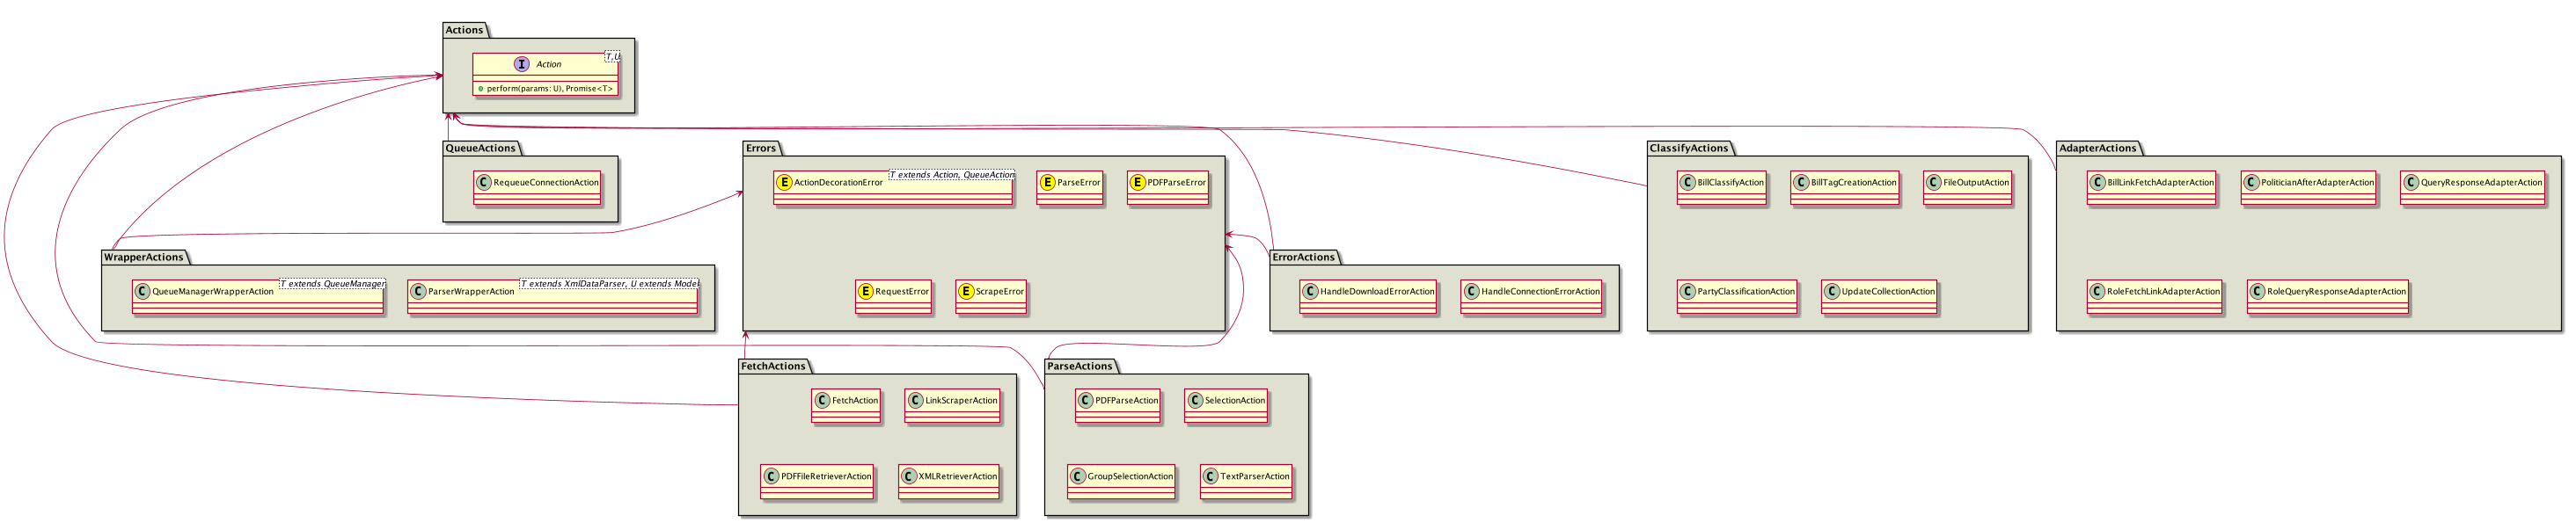 Actions
T,U
I Action
perform(params: U), Promise<T>
QueueActions
C RequeueConnectionAction
Errors
E ActionDecorationError
T extends Action, QueueAction
E ParseError
E PDFParseError
E RequestError
E ScrapeError
ClassifyActions
C BillClassifyAction
C BillTagCreationAction
C FileOutputAction
C PartyClassificationAction
C UpdateCollectionAction
AdapterActions
C BillLinkFetchAdapterAction
C PoliticianAfterAdapterAction
C QueryResponseAdapterAction
C RoleFetchLinkAdapterAction
C RoleQueryResponseAdapterAction
WrapperActions
C QueueManagerWrapperAction
T extends QueueManager
C ParserWrapperAction
T extends XmlDataParser, U extends Model
ErrorActions
C HandleDownloadErrorAction
C HandleConnectionErrorAction
FetchActions
C FetchAction
C LinkScraperAction
C PDFFileRetrieverAction
C XMLRetrieverAction
ParseActions
C PDFParseAction
C SelectionAction
C GroupSelectionAction
C TextParserAction